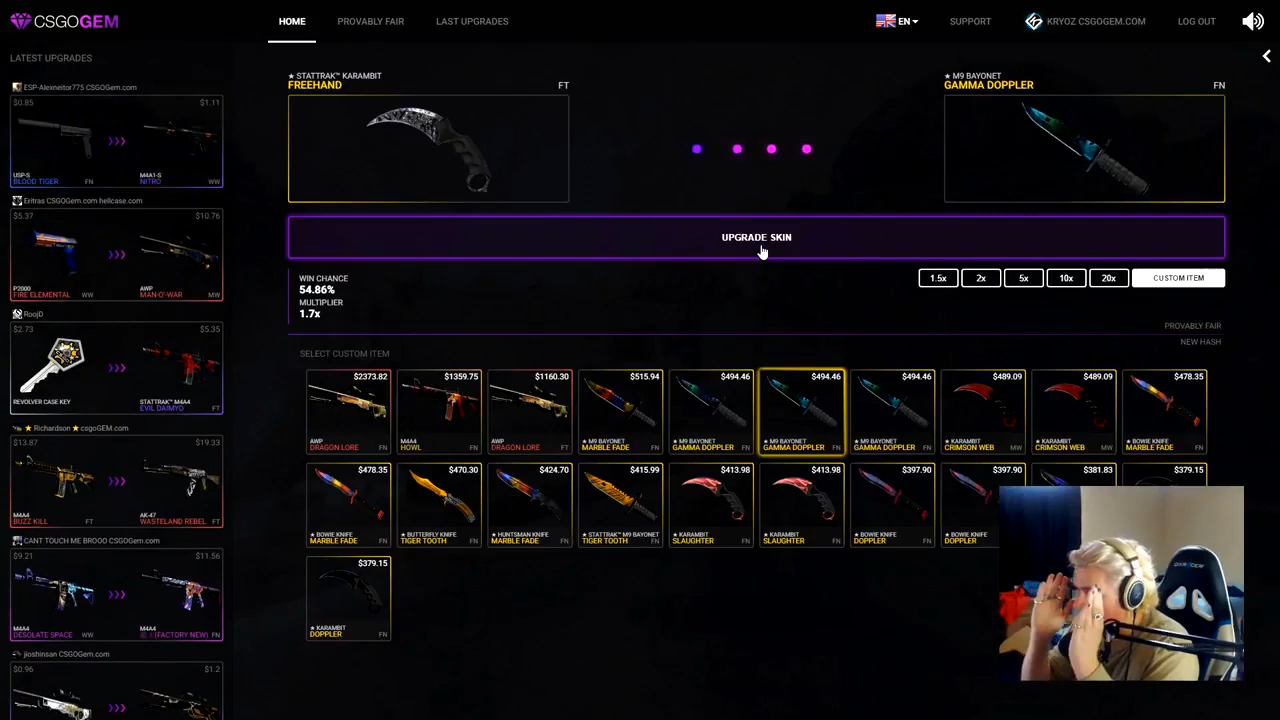 CSGOGEM
HOME
PROVABLY FAIR
LAST UPGRADES
EN
SUPPORT
KRYOZ CSGOGEM.COM
LOG OUT
LATEST UPGRADES
ESP-Alexneitor775 CSGOGem.com
$0.85
$1.11
USP-S
BLOOD TIGER
FN
M4A1-S
NITRO
WW
Eritras CSGOGem.com hellcase.com
$5.37
$10.76
P2000
FIRE ELEMENTAL
WW
AWP
MAN-O'-WAR
MW
RoojD
$2.73
$5.35
REVOLVER CASE KEY
STATTRAK™ M4A4
EVIL DAIMYO
FT
Richardson ★ csgoGEM.com
$13.87
$19.33
M4A4
BUZZ KILL
FT
AK-47
WASTELAND REBEL
FT
CANT TOUCH ME BROOO CSGOGem.com
$9.21
$11.56
M4A4
DESOLATE SPACE
WW
M4A4
(FACTORY NEW)
FN
jioshinsan CSGOGem.com
$0.96
$1.2
★ STATTRAK™ KARAMBIT
FREEHAND
FT
★ M9 BAYONET
GAMMA DOPPLER
FN
UPGRADE SKIN
WIN CHANCE
54.86%
MULTIPLIER
1.7x
1.5x
2x
5x
10x
20x
CUSTOM ITEM
PROVABLY FAIR
NEW HASH
SELECT CUSTOM ITEM
$2373.82
AWP
DRAGON LORE
FN
$1359.75
M4A4
HOWL
FN
$1160.30
AWP
DRAGON LORE
FT
$515.94
★ M9 BAYONET
MARBLE FADE
FN
$494.46
★ M9 BAYONET
GAMMA DOPPLER
FN
$494.46
★ M9 BAYONET
GAMMA DOPPLER
FN
$494.46
★ M9 BAYONET
GAMMA DOPPLER
FN
$489.09
★ KARAMBIT
CRIMSON WEB
MW
$489.09
★ KARAMBIT
CRIMSON WEB
MW
$478.35
★ BOWIE KNIFE
MARBLE FADE
FN
$478.35
★ BOWIE KNIFE
MARBLE FADE
FN
$470.30
★ BUTTERFLY KNIFE
TIGER TOOTH
FN
$424.70
★ HUNTSMAN KNIFE
MARBLE FADE
FN
$415.99
★ STATTRAK™ M9 BAYONET
TIGER TOOTH
FN
$413.98
★ KARAMBIT
SLAUGHTER
FN
$413.98
★ KARAMBIT
SLAUGHTER
FN
$397.90
★ BOWIE KNIFE
DOPPLER
FN
$397.90
★ BOWIE KNIFE
DOPPLER
$381.83
$379.15
$379.15
★ KARAMBIT
DOPPLER
FN